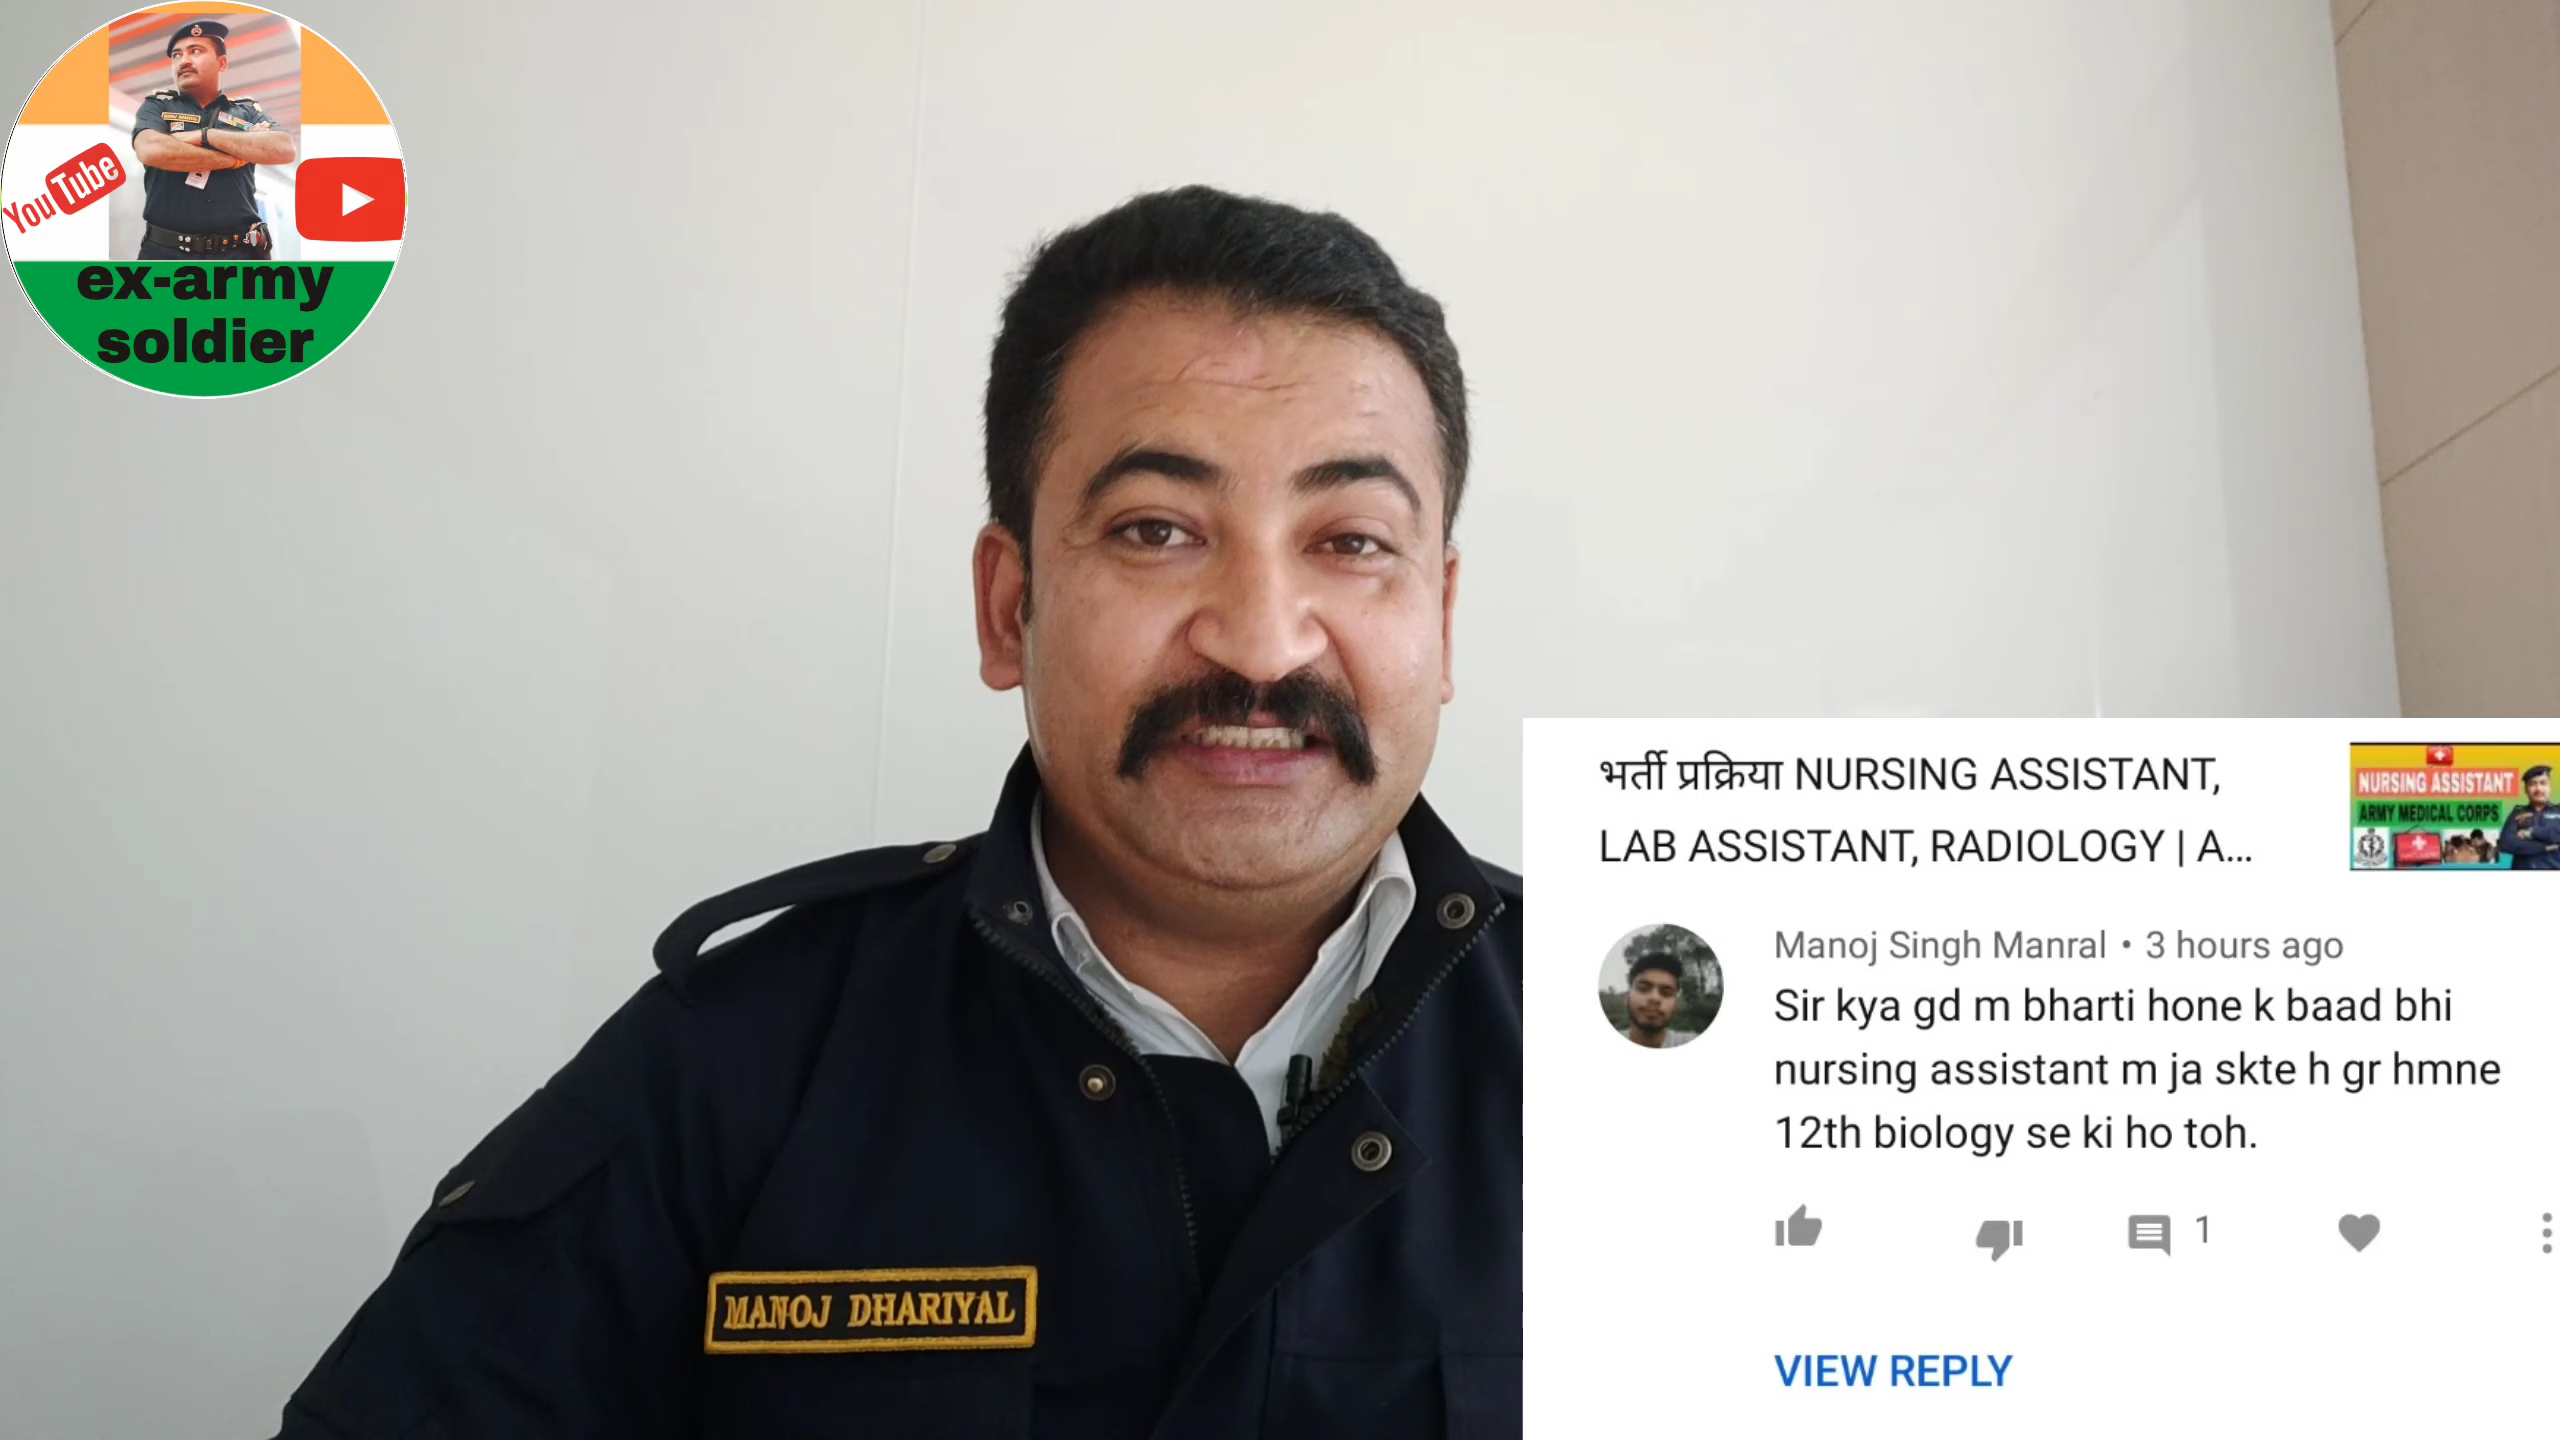 YouTube
ex-army
soldier
MANOJ DHARIYAL
भर्ती प्रक्रिया NURSING ASSISTANT,
LAB ASSISTANT, RADIOLOGY | A...
NURSING ASSISTANT
ARMY MEDICAL CORPS
Manoj Singh Manral • 3 hours ago
Sir kya gd m bharti hone k baad bhi
nursing assistant m ja skte h gr hmne
12th biology se ki ho toh.
1
VIEW REPLY